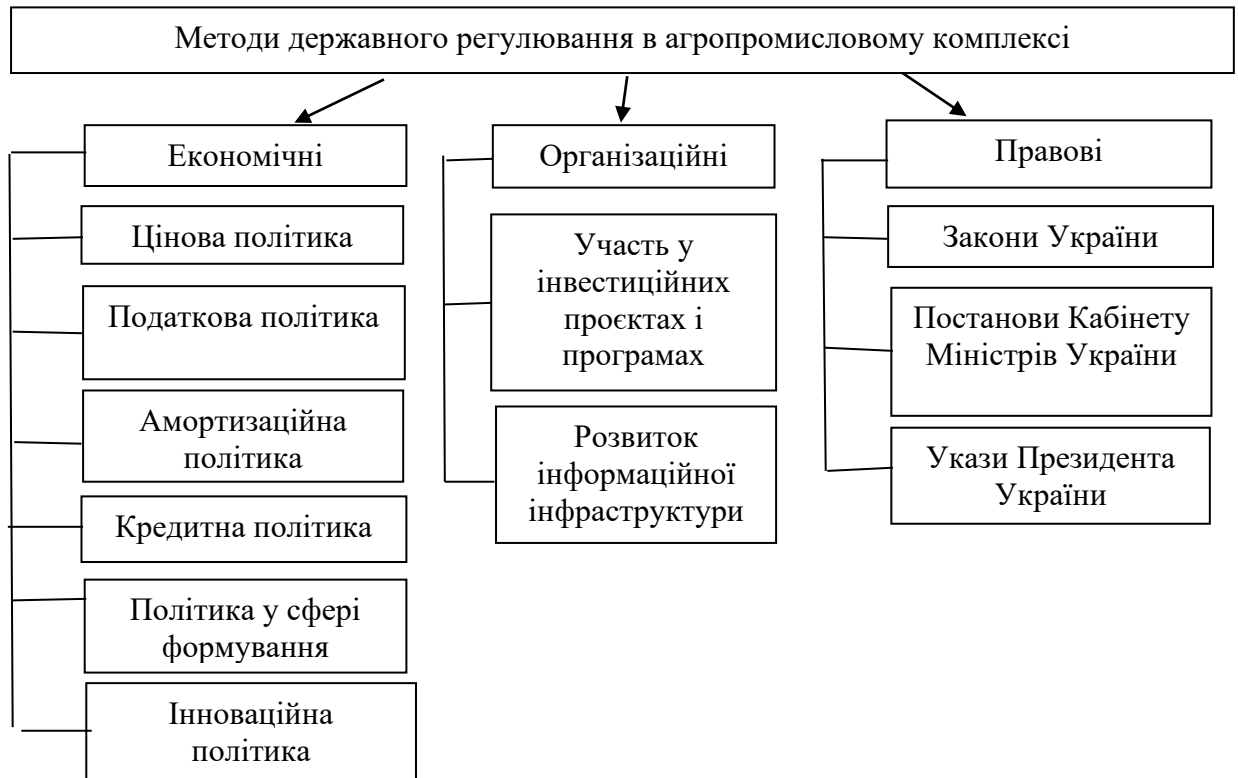 Методи державного регулювання в агропромисловому комплексі
Економічні
Цінова політика
Податкова політика
Амортизаційна
політика
Кредитна політика
Політика у сфері
формування
Інноваційна
політика
Організаційні
Участь у
інвестиційних
проєктах і
програмах
Розвиток
інформаційної
інфраструктури
Правові
Закони України
Постанови Кабінету
Міністрів України
Укази Президента
України